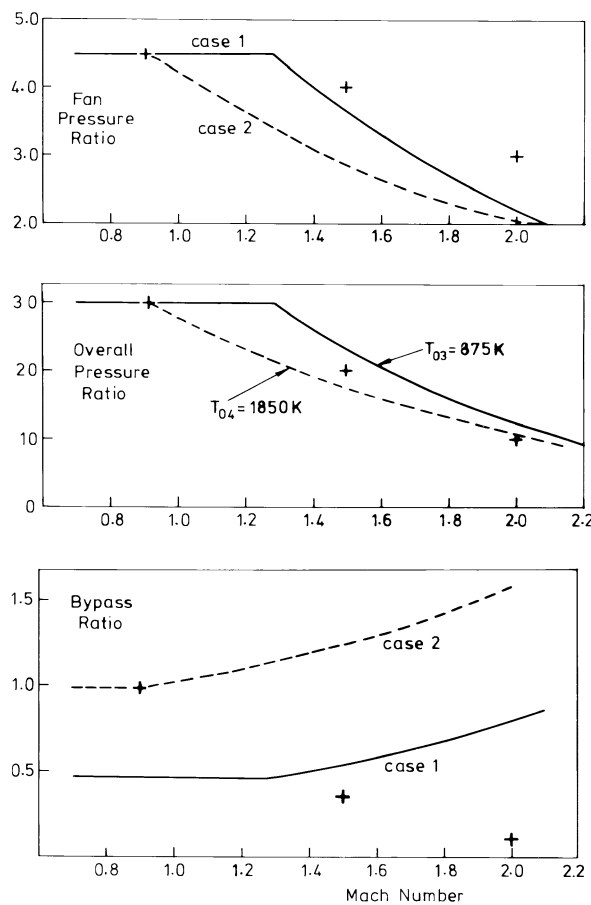 5.0
case 1
4.0
Fan
Pressure
Ratio
case 2
3.0
2.0
0.8 1.0 1.2 1.4 1.6 1.8 2.0
30
Overall
Pressure
Ratio
20
T03=875K
T04=1850K
10
0
0.8 1.0 1.2 1.4 1.6 1.8 2.0 2.2
Bypass
Ratio
1.5
case 2
1.0
0.5
case 1
0.8 1.0 1.2 1.4 1.6 1.8 2.0 2.2
Mach Number